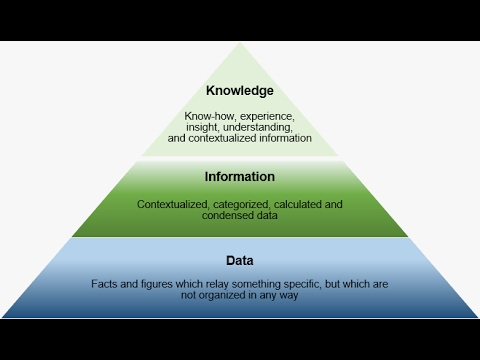 Knowledge
Know-how, experience,
insight, understanding,
and contextualized information
Information
Contextualized, categorized, calculated and
condensed data
Data
Facts and figures which relay something specific, but which are
not organized in any way